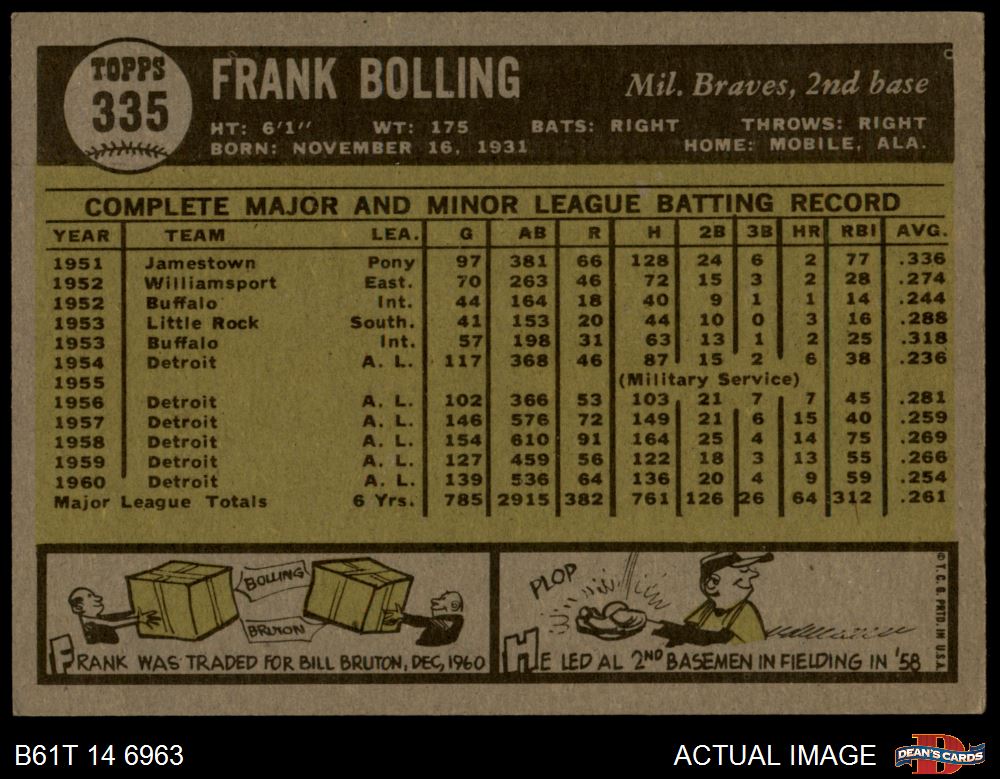 TOPPS
335
FRANK BOLLING
Mil. Braves, 2nd base
HT: 6'1" WT: 175 BATS: RIGHT THROWS: RIGHT
BORN: NOVEMBER 16, 1931 HOME: MOBILE, ALA.
COMPLETE MAJOR AND MINOR LEAGUE BATTING RECORD
YEAR TEAM LEA. G AB R H 2B 3B HR RBI AVG.
1951 Jamestown Pony 97 381 66 128 24 6 2 77 .336
1952 Williamsport East. 70 263 46 72 15 3 2 28 .274
1952 Buffalo Int. 44 164 18 40 9 1 1 14 .244
1953 Little Rock South. 41 153 20 44 10 0 3 16 .288
1953 Buffalo Int. 57 198 31 63 13 1 2 25 .318
1954 Detroit A. L. 117 368 46 87 15 2 6 38 .236
1955 (Military Service)
1956 Detroit A. L. 102 366 53 103 21 7 7 45 .281
1957 Detroit A. L. 146 576 72 149 21 6 15 40 .259
1958 Detroit A. L. 154 610 91 164 25 4 14 75 .269
1959 Detroit A. L. 127 459 56 122 18 3 13 55 .266
1960 Detroit A. L. 139 536 64 136 20 4 9 59 .254
Major League Totals 6 Yrs. 785 2915 382 761 126 26 64 312 .261
BOLLING
BRUTON
FRANK WAS TRADED FOR BILL BRUTON, DEC, 1960
PLOP
HE LED AL 2ND BASEMEN IN FIELDING IN '58
© T. C. G. PRTD. IN U.S.A.
B61T 14 6963
ACTUAL IMAGE
DEAN'S CARDS